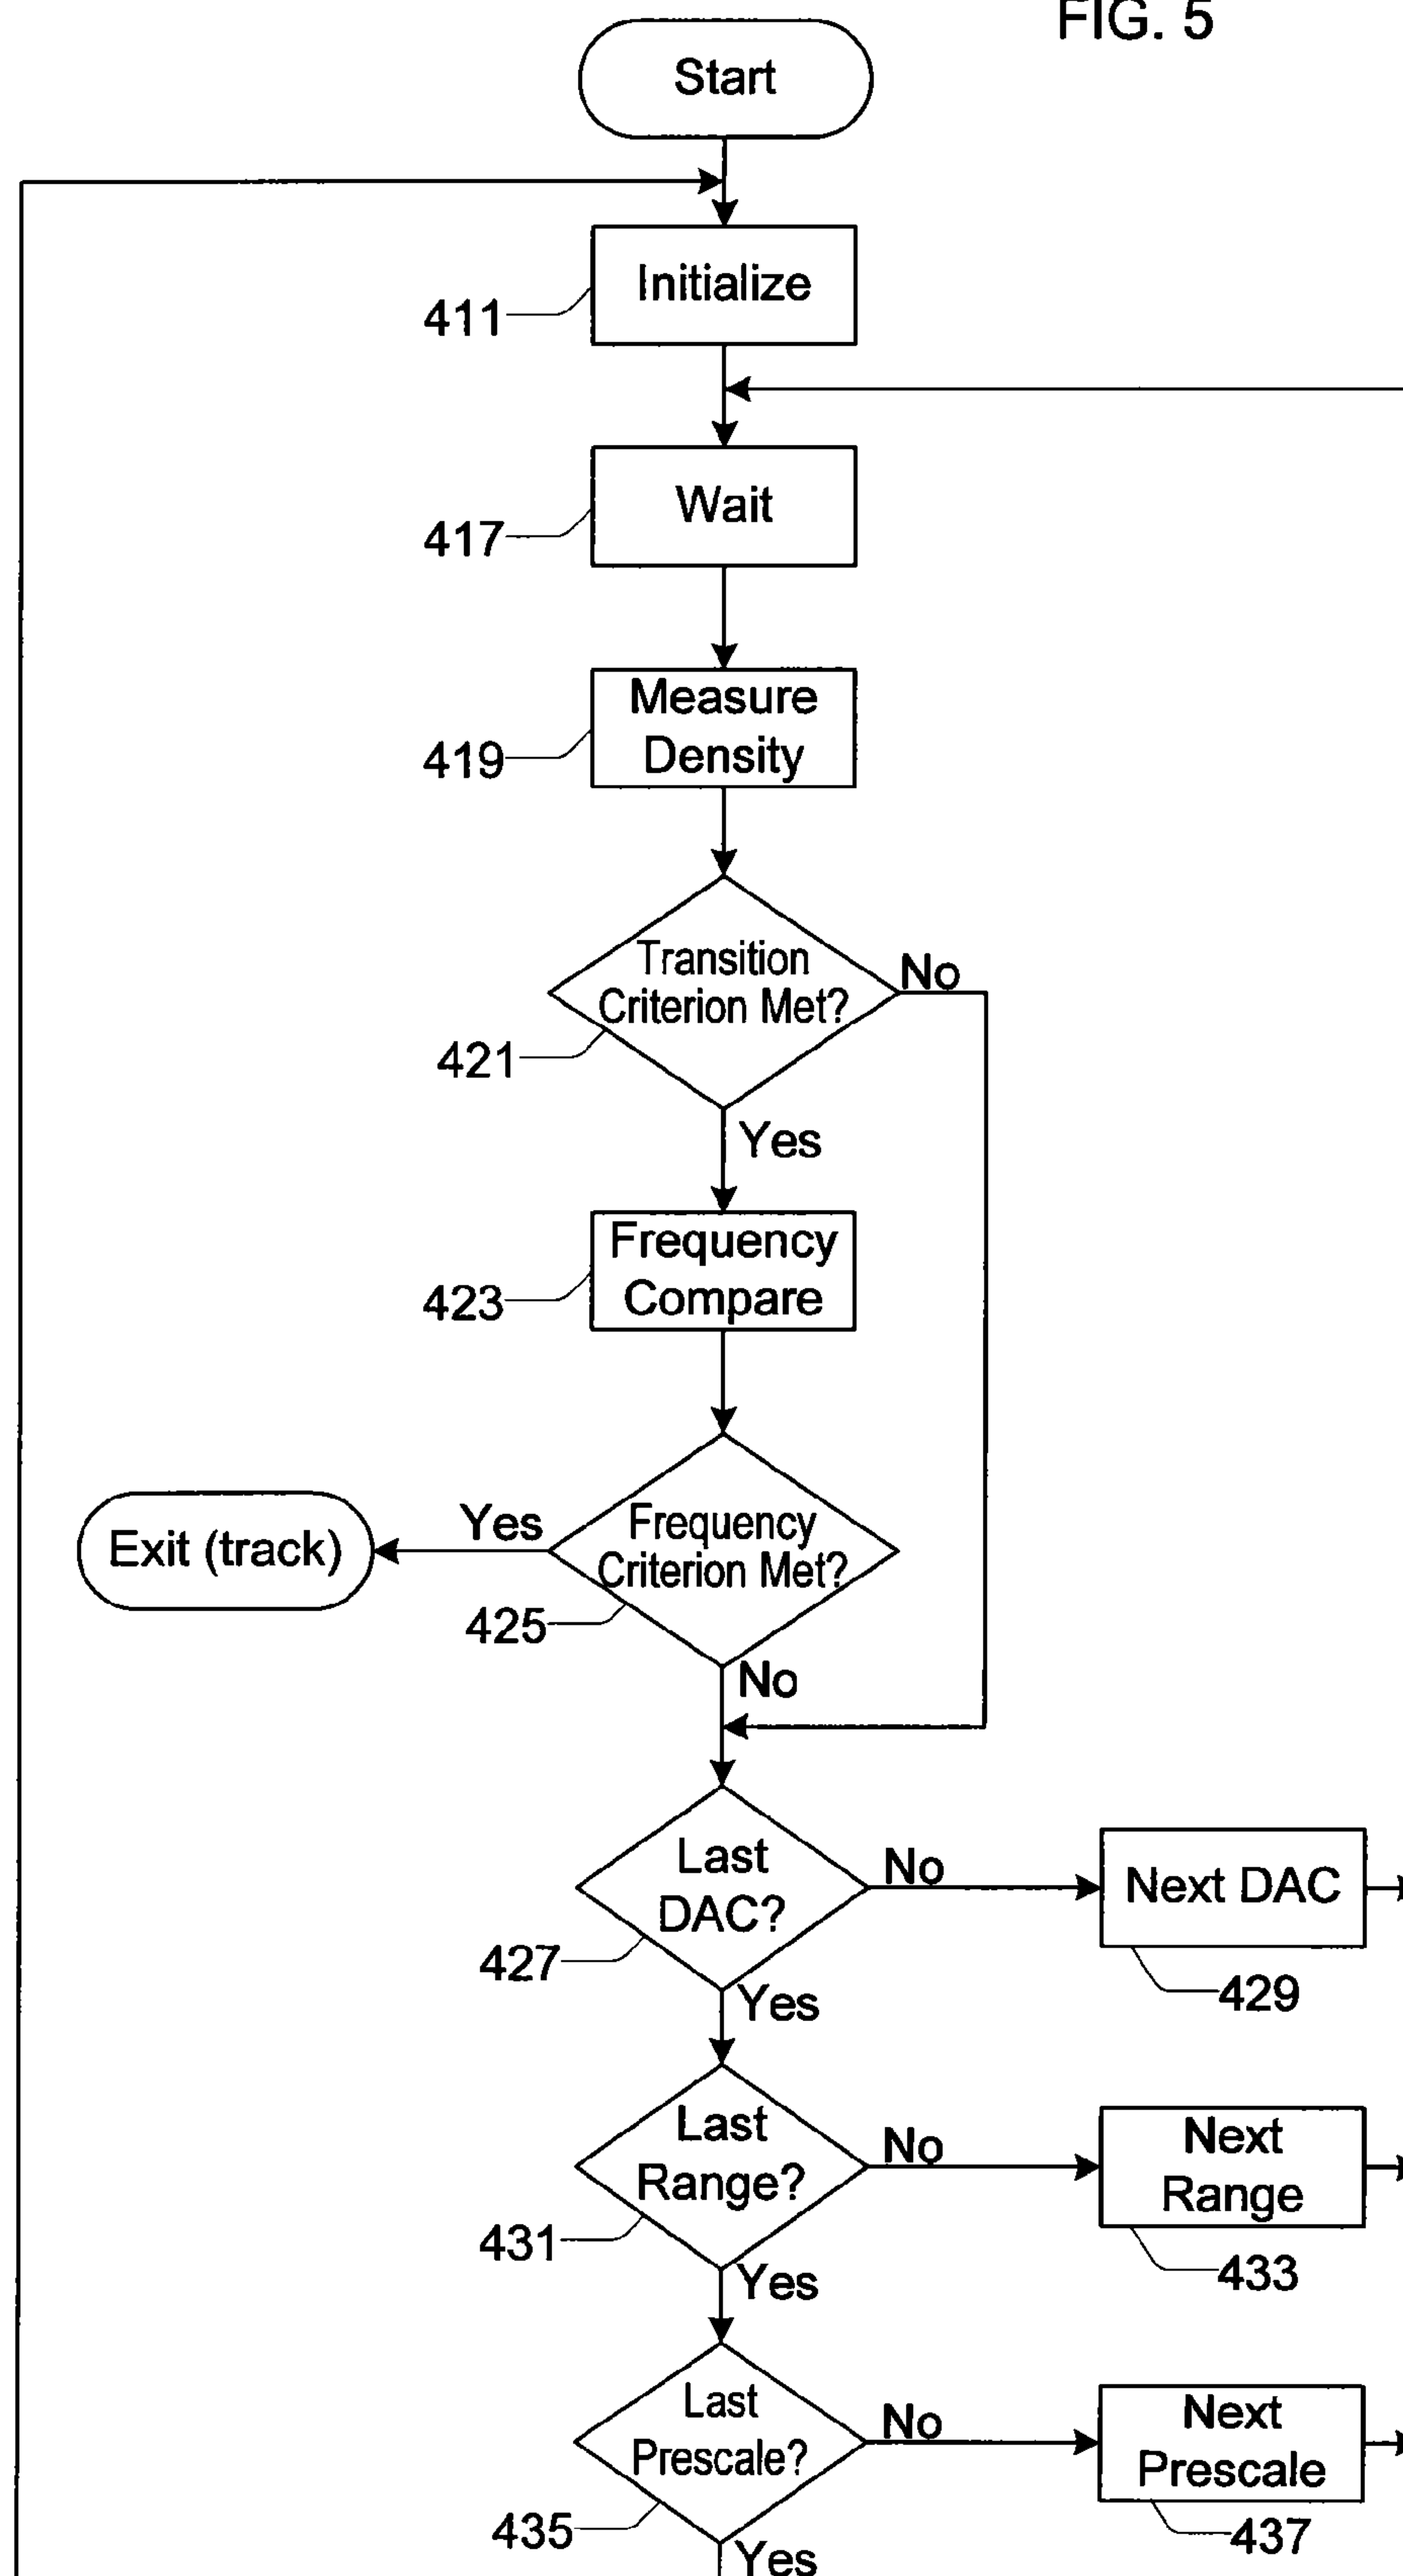 FIG. 5
Start
Initialize
411
Wait
417
Measure
Density
419
Transition
Criterion Met?
No
421
Yes
Frequency
Compare
423
Exit (track)
Yes
Frequency
Criterion Met?
425
No
Last
DAC?
No
Next DAC
427
429
Yes
Last
Range?
No
Next
Range
431
433
Yes
Last
Prescale?
No
Next
Prescale
435
437
Yes